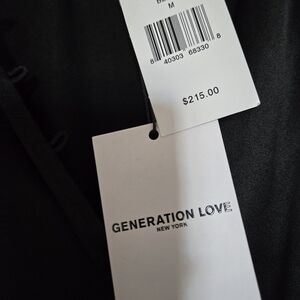 M
8 40303 68330 8
$215.00
GENERATION LOVE
NEW YORK